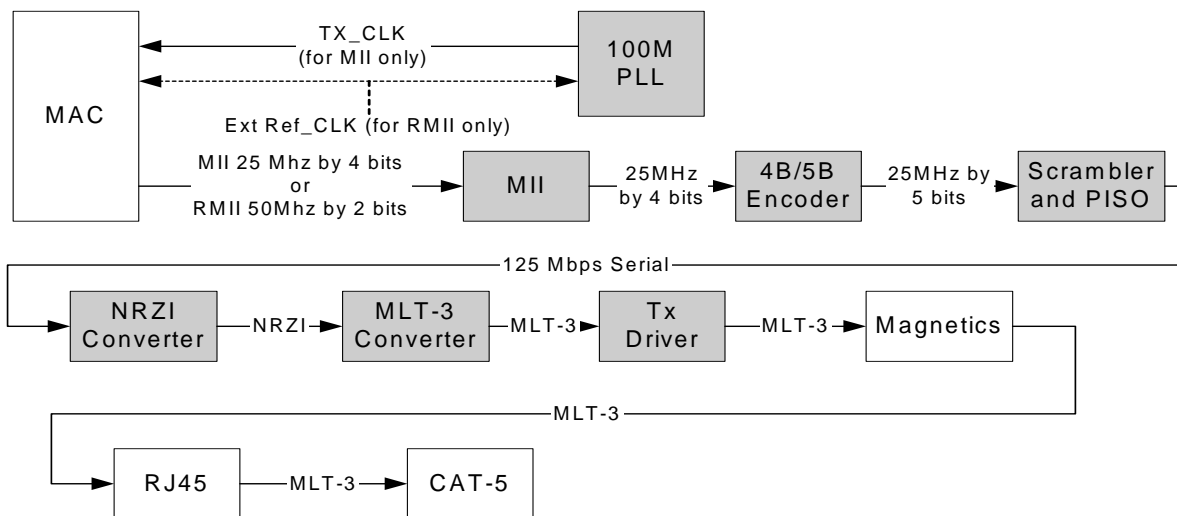 TX_CLK
(for MII only)
100M
PLL
MAC
Ext Ref_CLK (for RMII only)
MII 25 Mhz by 4 bits
or
RMII 50Mhz by 2 bits
MII
25MHz
by 4 bits
4B/5B
Encoder
25MHz by
5 bits
Scrambler
and PISO
125 Mbps Serial
NRZI
Converter
NRZI
MLT-3
Converter
MLT-3
Tx
Driver
MLT-3
Magnetics
MLT-3
RJ45
MLT-3
CAT-5